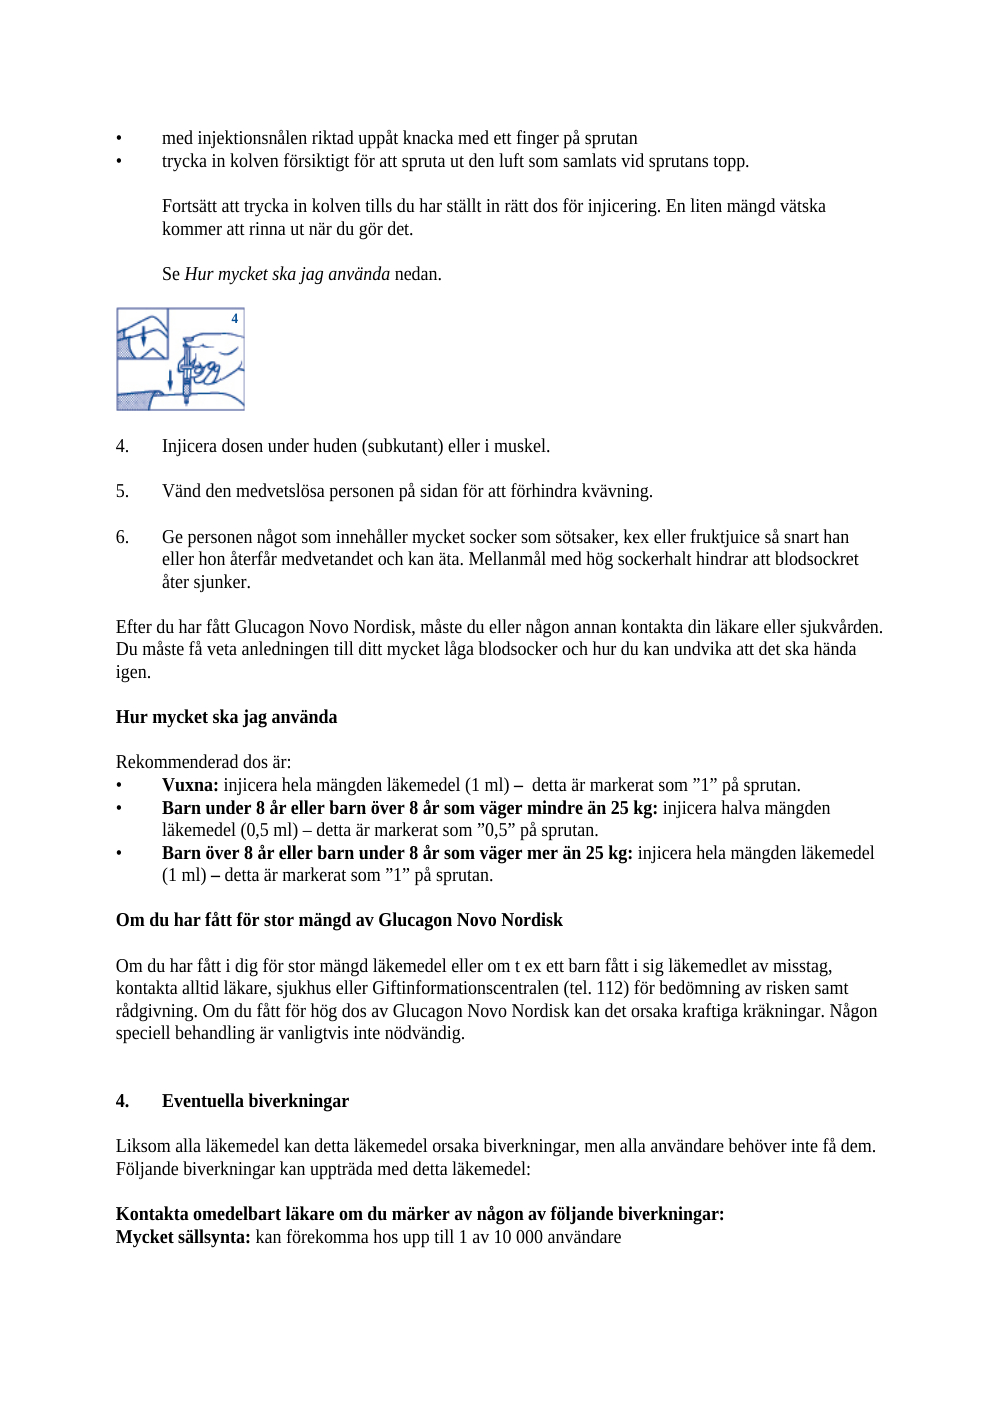 • med injektionsnålen riktad uppåt knacka med ett finger på sprutan
• trycka in kolven försiktigt för att spruta ut den luft som samlats vid sprutans topp.
Fortsätt att trycka in kolven tills du har ställt in rätt dos för injicering. En liten mängd vätska
kommer att rinna ut när du gör det.
Se Hur mycket ska jag använda nedan.
4
4. Injicera dosen under huden (subkutant) eller i muskel.
5. Vänd den medvetslösa personen på sidan för att förhindra kvävning.
6. Ge personen något som innehåller mycket socker som sötsaker, kex eller fruktjuice så snart han
eller hon återfår medvetandet och kan äta. Mellanmål med hög sockerhalt hindrar att blodsockret
åter sjunker.
Efter du har fått Glucagon Novo Nordisk, måste du eller någon annan kontakta din läkare eller sjukvården.
Du måste få veta anledningen till ditt mycket låga blodsocker och hur du kan undvika att det ska hända
igen.
Hur mycket ska jag använda
Rekommenderad dos är:
• Vuxna: injicera hela mängden läkemedel (1 ml) – detta är markerat som ”1” på sprutan.
• Barn under 8 år eller barn över 8 år som väger mindre än 25 kg: injicera halva mängden
läkemedel (0,5 ml) – detta är markerat som ”0,5” på sprutan.
• Barn över 8 år eller barn under 8 år som väger mer än 25 kg: injicera hela mängden läkemedel
(1 ml) – detta är markerat som ”1” på sprutan.
Om du har fått för stor mängd av Glucagon Novo Nordisk
Om du har fått i dig för stor mängd läkemedel eller om t ex ett barn fått i sig läkemedlet av misstag,
kontakta alltid läkare, sjukhus eller Giftinformationscentralen (tel. 112) för bedömning av risken samt
rådgivning. Om du fått för hög dos av Glucagon Novo Nordisk kan det orsaka kraftiga kräkningar. Någon
speciell behandling är vanligtvis inte nödvändig.
4. Eventuella biverkningar
Liksom alla läkemedel kan detta läkemedel orsaka biverkningar, men alla användare behöver inte få dem.
Följande biverkningar kan uppträda med detta läkemedel:
Kontakta omedelbart läkare om du märker av någon av följande biverkningar:
Mycket sällsynta: kan förekomma hos upp till 1 av 10 000 användare